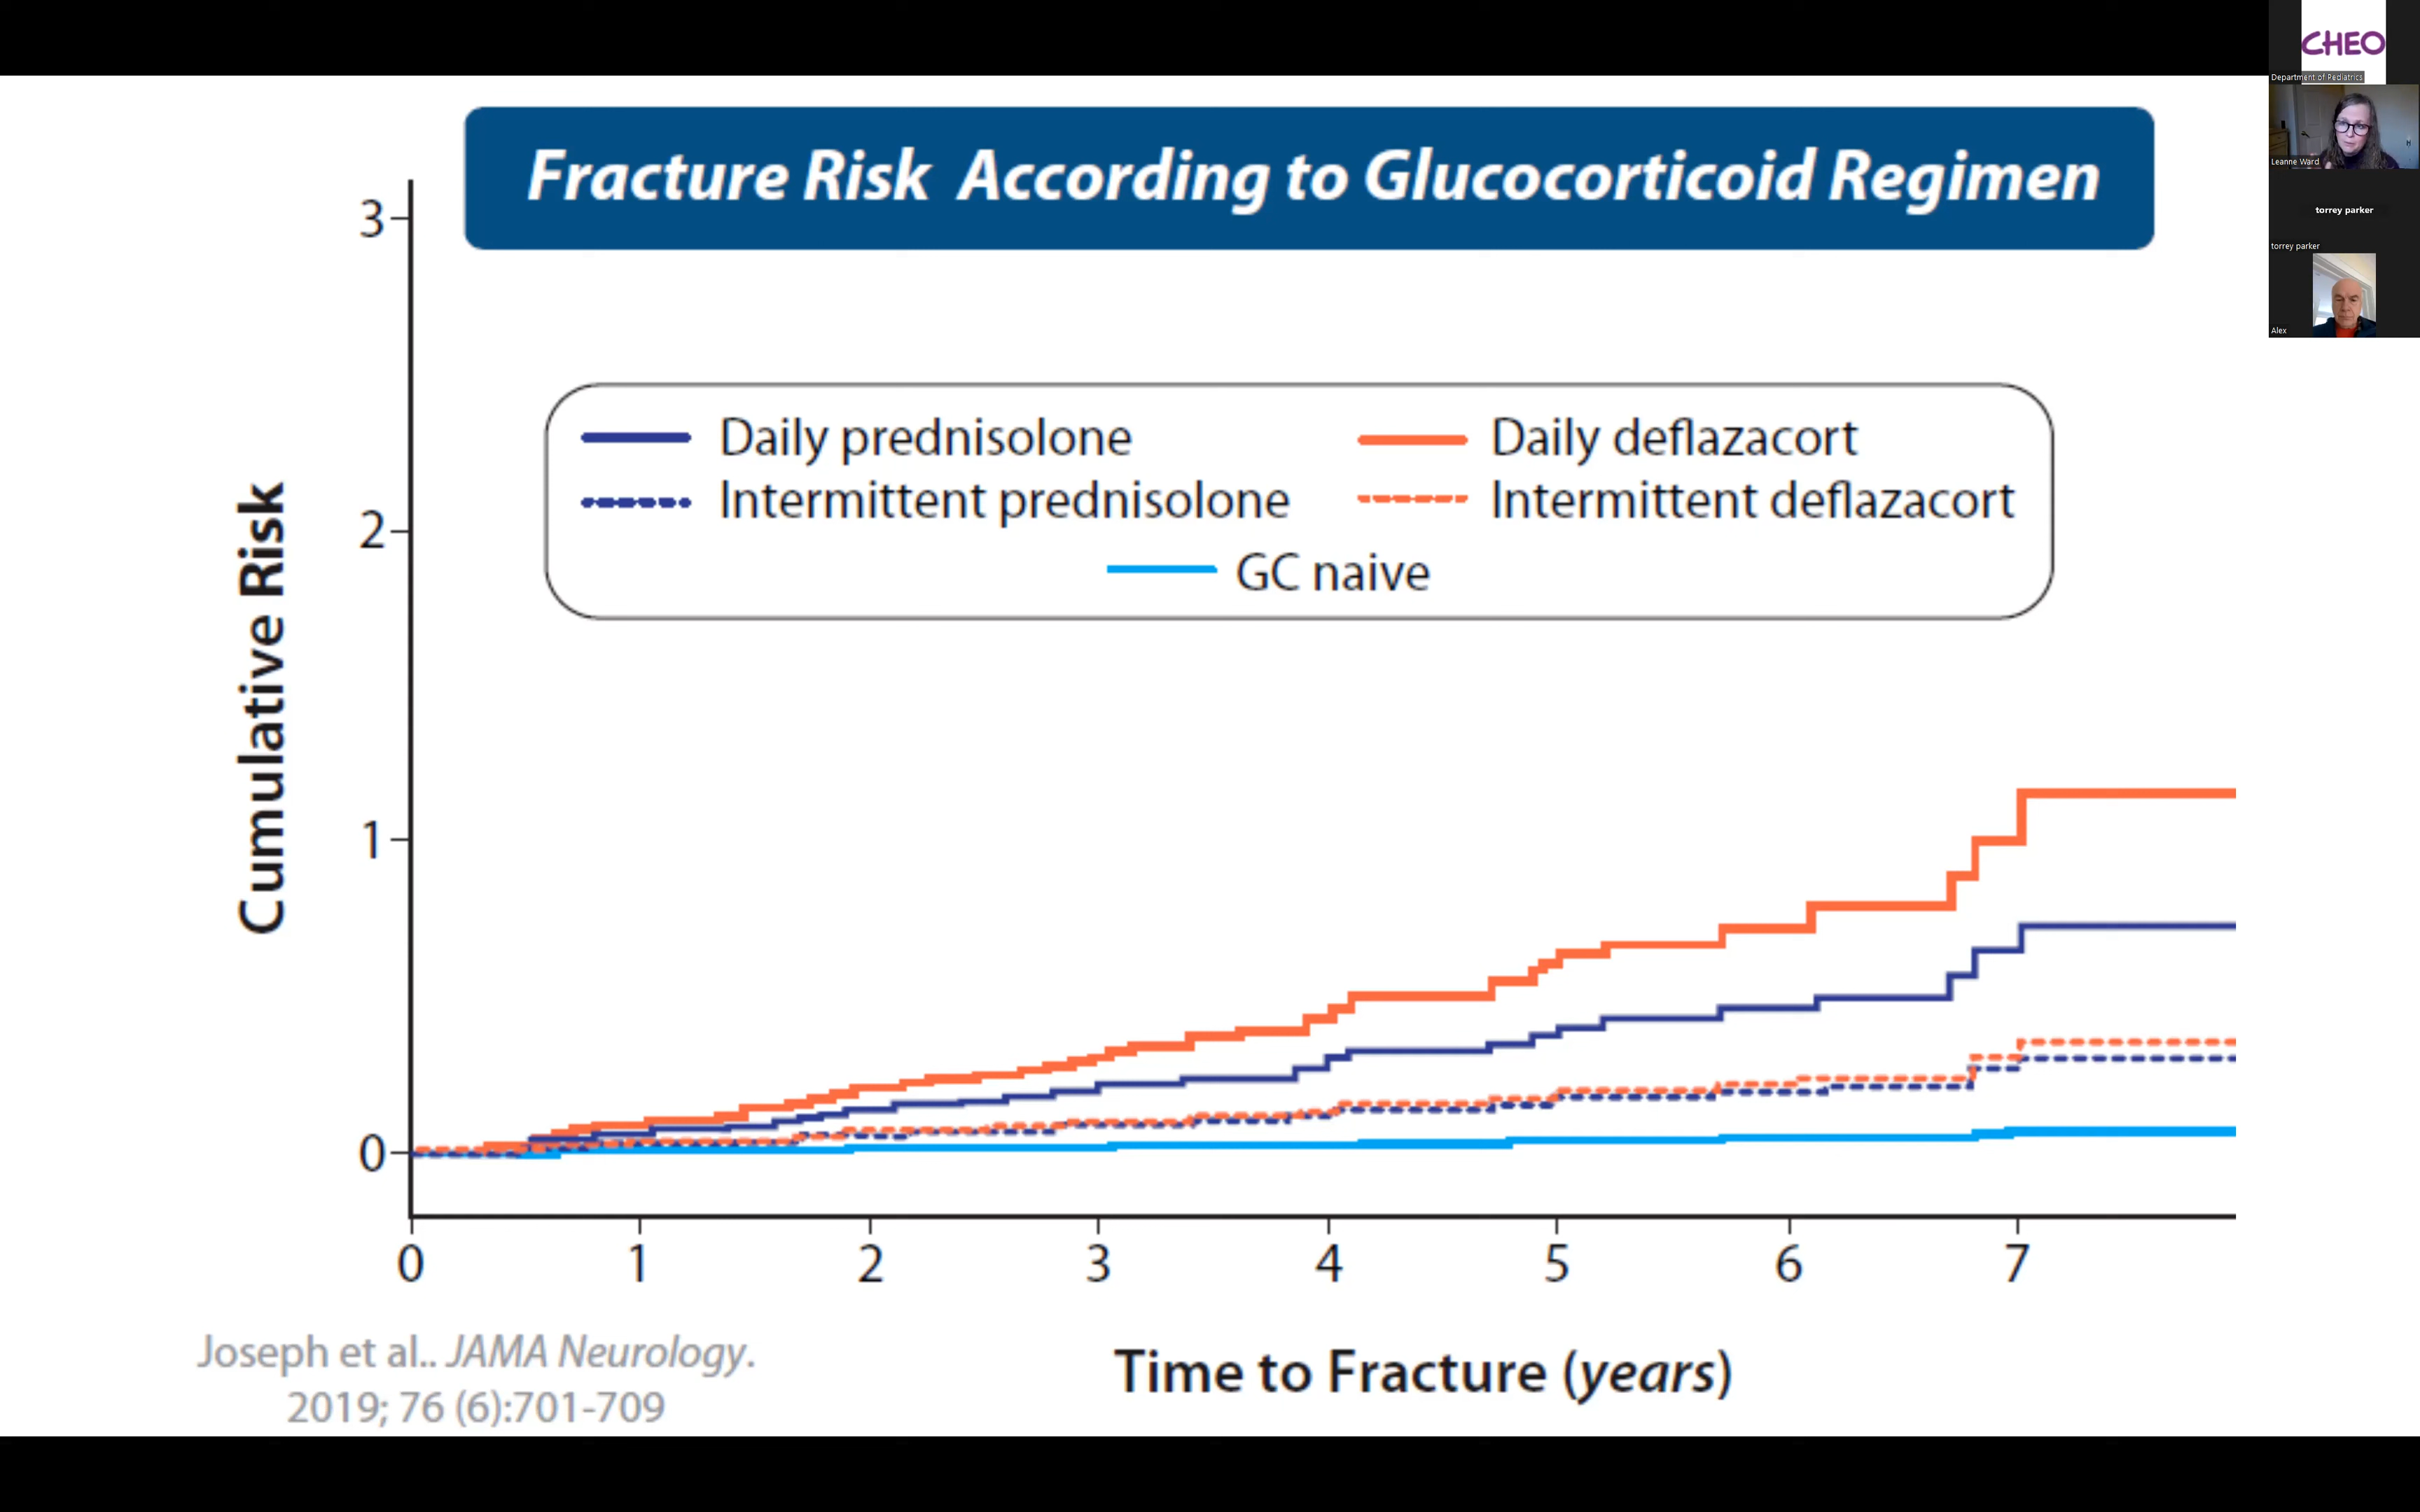 Fracture Risk According to Glucocorticoid Regimen
Daily prednisolone
Daily deflazacort
Intermittent prednisolone
Intermittent deflazacort
GC naive
Cumulative Risk
3
2
1
0
0 1 2 3 4 5 6 7
Time to Fracture (years)
Joseph et al.. JAMA Neurology.
2019; 76 (6):701-709
CHEO
Department of Pediatrics
Leanne Ward
torrey parker
torrey parker
Alex